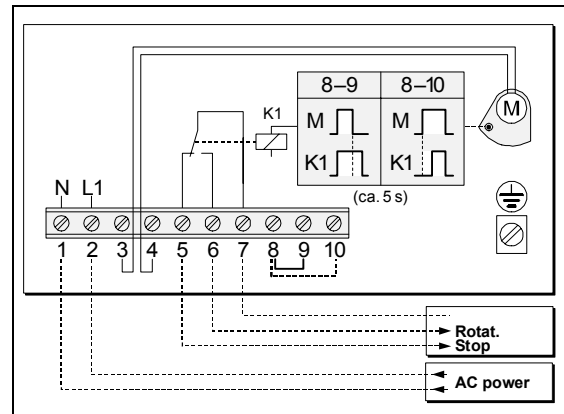 8–9 8–10
K1 M M M
K1 K1
(ca. 5 s)
N L1
1 2 3 4 5 6 7 8 9 10
Rotat.
Stop
AC power